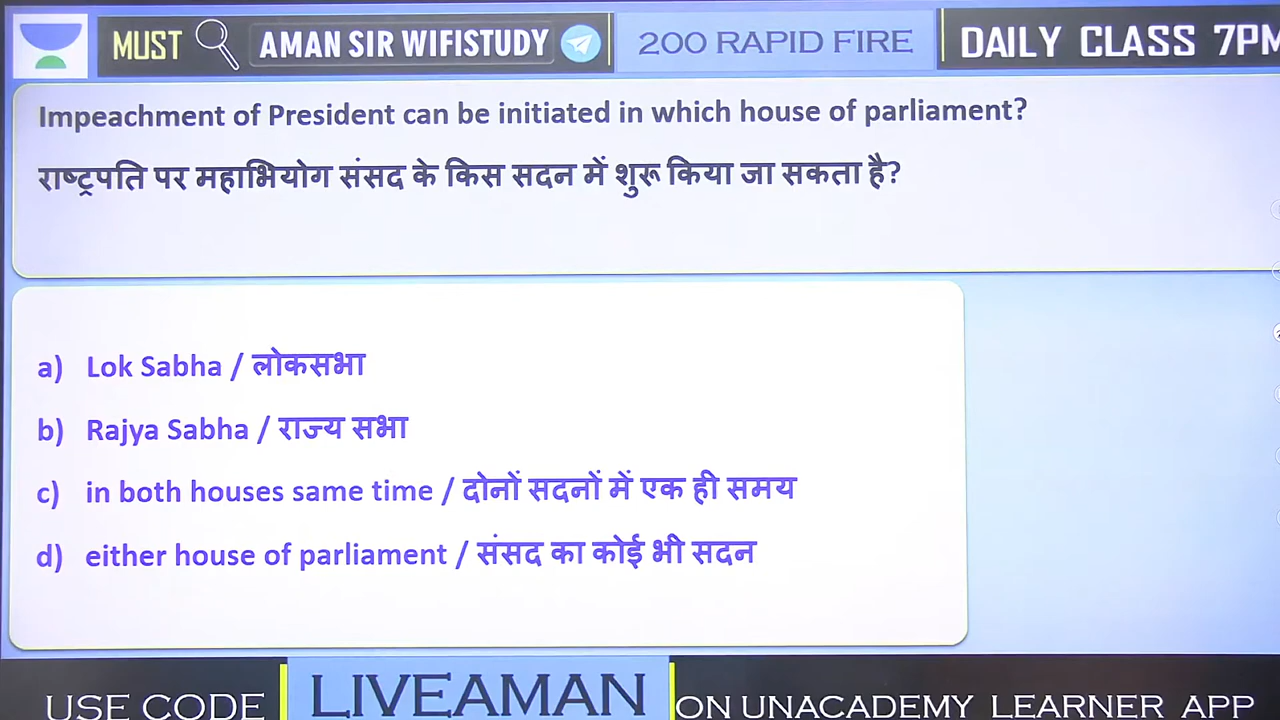 MUST AMAN SIR WIFISTUDY 200 RAPID FIRE DAILY CLASS 7PM
Impeachment of President can be initiated in which house of parliament?
राष्ट्रपति पर महाभियोग संसद के किस सदन में शुरू किया जा सकता है?
a) Lok Sabha / लोकसभा
b) Rajya Sabha / राज्य सभा
c) in both houses same time / दोनों सदनों में एक ही समय
d) either house of parliament / संसद का कोई भी सदन
USE CODE LIVEAMAN ON UNACADEMY LEARNER APP